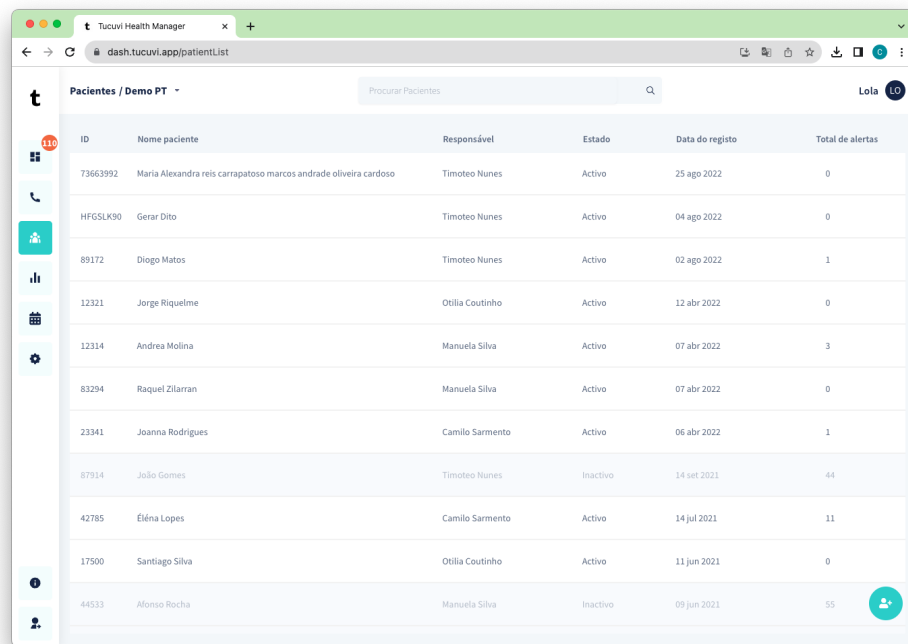 t Tucuvi Health Manager
dash.tucuvi.app/patientList
C
t
Pacientes / Demo PT
Procurar Pacientes
Lola LO
110
ID Nome paciente Responsável Estado Data do registo Total de alertas
73663992 Maria Alexandra reis carrapatoso marcos andrade oliveira cardoso Timoteo Nunes Activo 25 ago 2022 0
HFGSLK90 Gerar Dito Timoteo Nunes Activo 04 ago 2022 0
89172 Diogo Matos Timoteo Nunes Activo 02 ago 2022 1
12321 Jorge Riquelme Otilia Coutinho Activo 12 abr 2022 0
12314 Andrea Molina Manuela Silva Activo 07 abr 2022 3
83294 Raquel Zilarran Manuela Silva Activo 07 abr 2022 0
23341 Joanna Rodrigues Camilo Sarmento Activo 06 abr 2022 1
87914 João Gomes Timoteo Nunes Inactivo 14 set 2021 44
42785 Éléna Lopes Camilo Sarmento Activo 14 jul 2021 11
17500 Santiago Silva Otilia Coutinho Activo 11 jun 2021 0
44533 Afonso Rocha Manuela Silva Inactivo 09 jun 2021 55